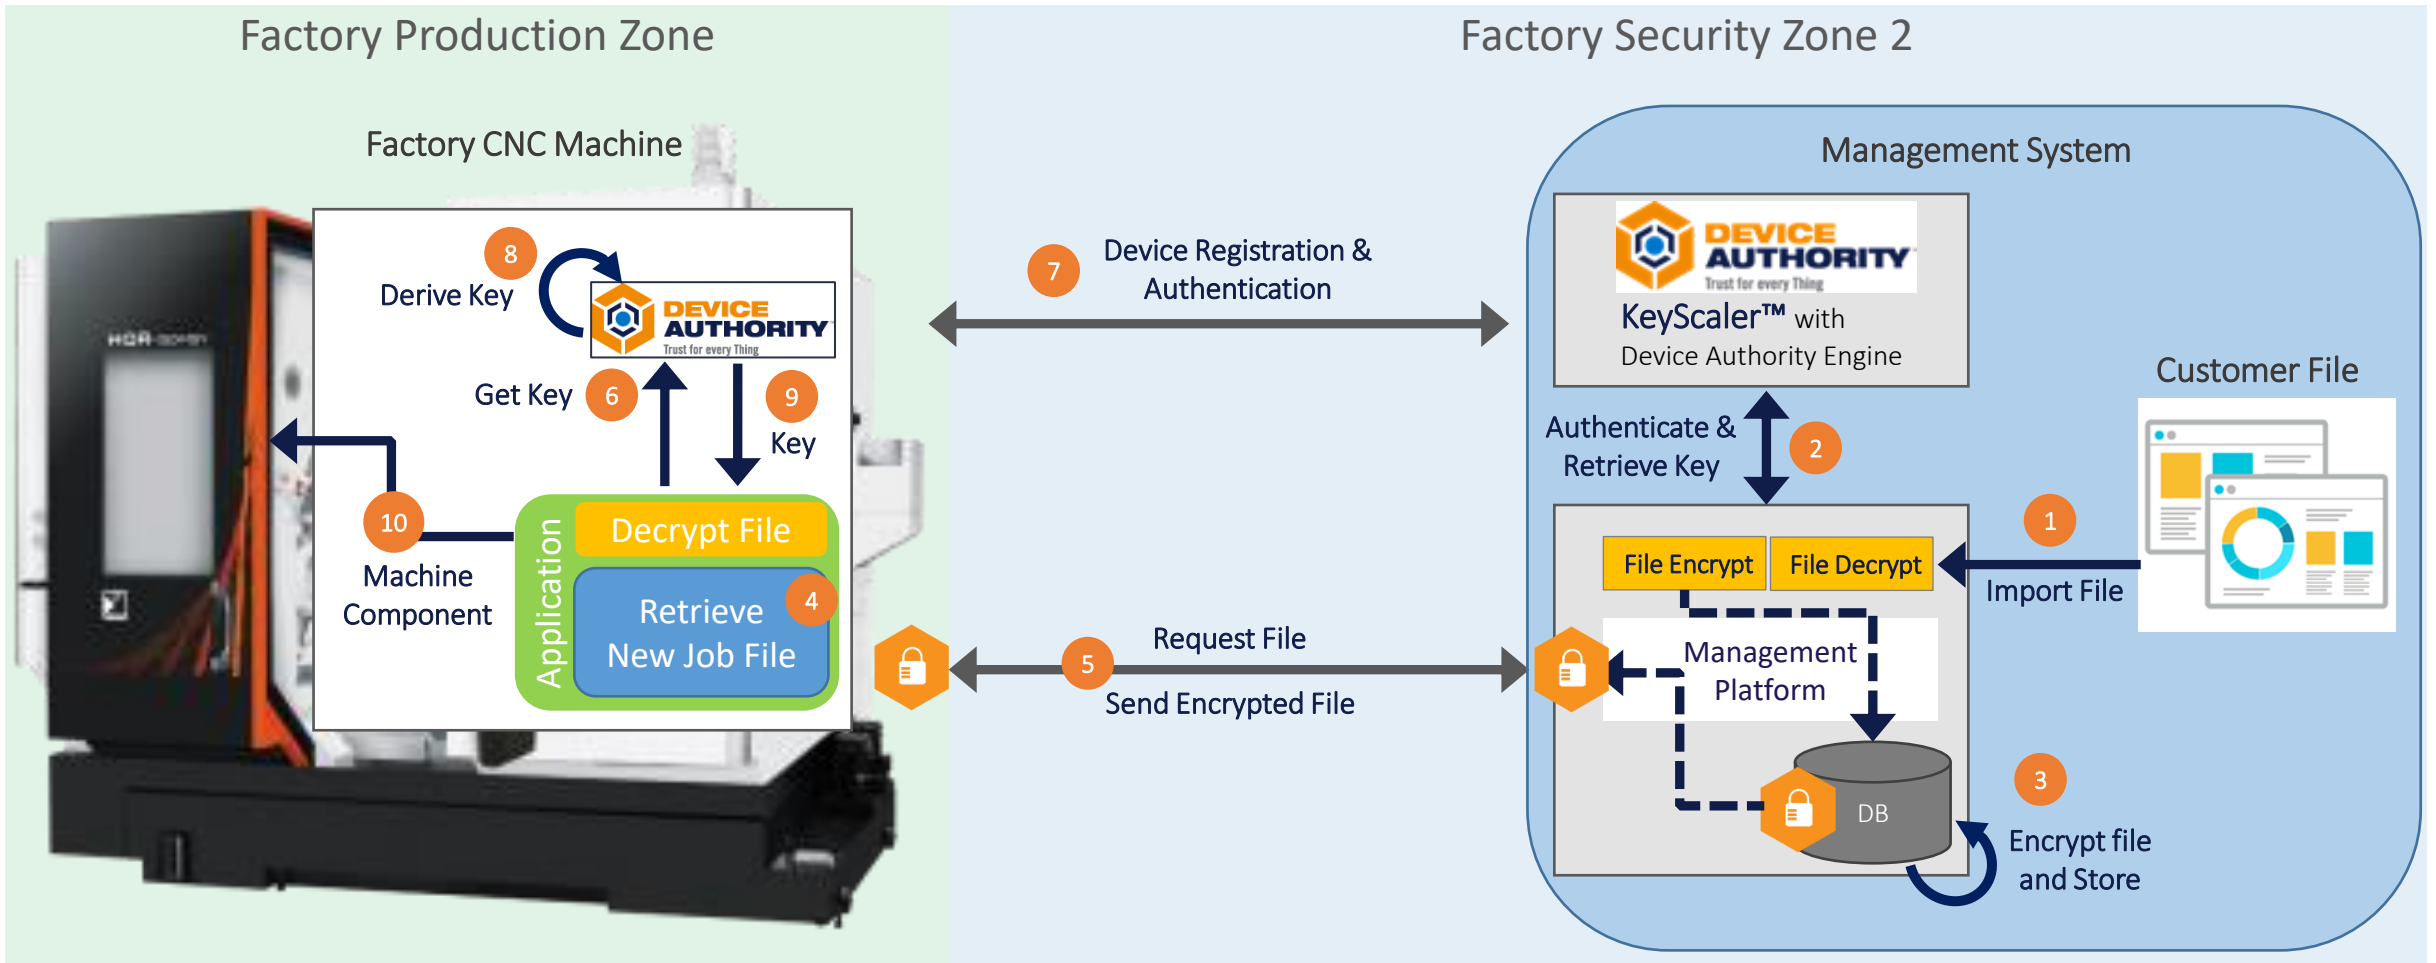 Factory Production Zone
Factory Security Zone 2
Factory CNC Machine
8
Derive Key
DEVICE
AUTHORITY
Trust for every Thing
Get Key
6
9
Key
10
Machine
Component
Application
Decrypt File
Retrieve
New Job File
4
7
Device Registration &
Authentication
5
Request File
Send Encrypted File
Management System
DEVICE
AUTHORITY
Trust for every Thing
KeyScaler™ with
Device Authority Engine
Authenticate &
Retrieve Key
2
Customer File
1
Import File
File Encrypt
File Decrypt
Management
Platform
DB
3
Encrypt file
and Store